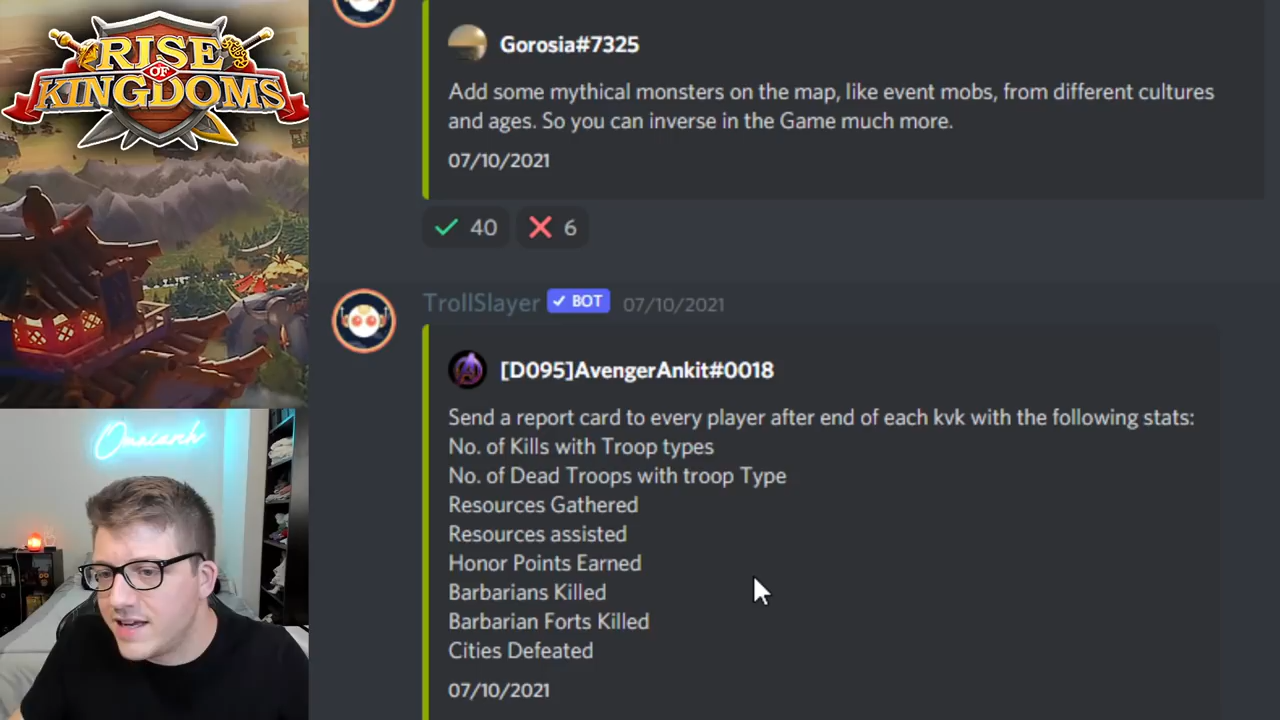 RISE
OF
KINGDOMS
Omniarch
Gorosia#7325
Add some mythical monsters on the map, like event mobs, from different cultures
and ages. So you can inverse in the Game much more.
07/10/2021
40
6
TrollSlayer BOT 07/10/2021
[D095]AvengerAnkit#0018
Send a report card to every player after end of each kvk with the following stats:
No. of Kills with Troop types
No. of Dead Troops with troop Type
Resources Gathered
Resources assisted
Honor Points Earned
Barbarians Killed
Barbarian Forts Killed
Cities Defeated
07/10/2021